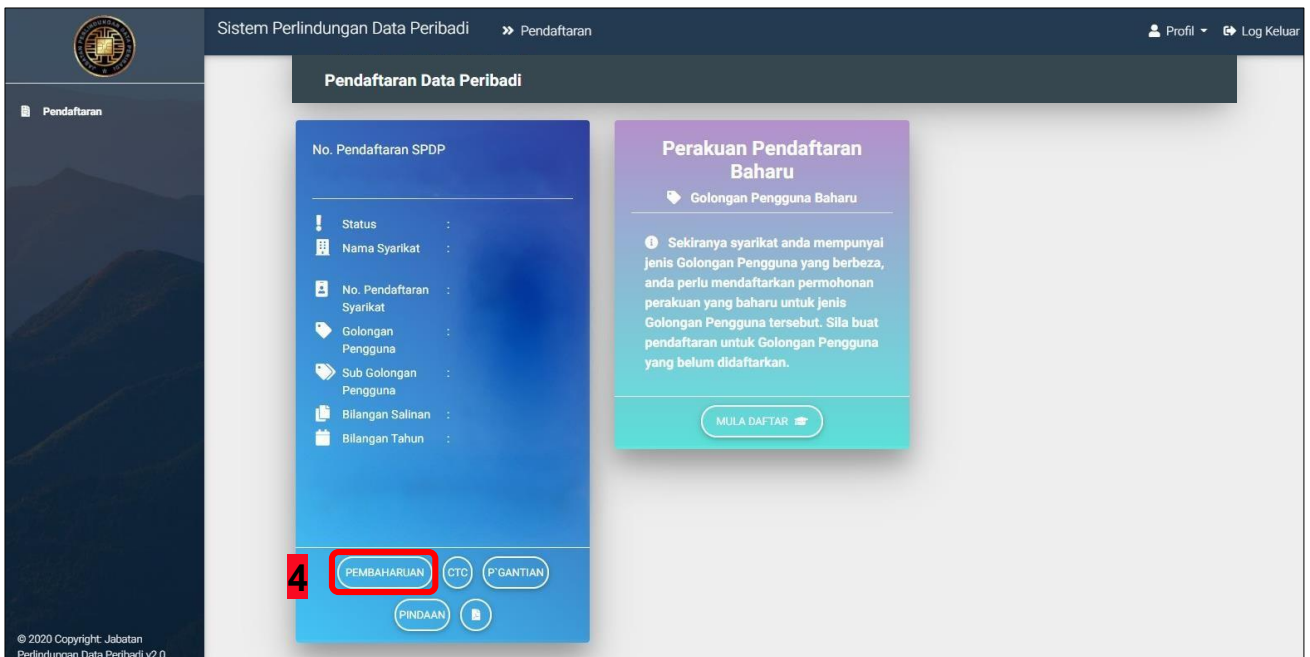 Sistem Perlindungan Data Peribadi
Pendaftaran
Profil
Log Keluar
Pendaftaran
Pendaftaran Data Peribadi
No. Pendaftaran SPDP
Status :
Nama Syarikat :
No. Pendaftaran :
Syarikat
Golongan :
Pengguna
Sub Golongan :
Pengguna
Bilangan Salinan :
Bilangan Tahun :
4
PEMBAHARUAN
CTC
P`GANTIAN
PINDAAN
Perakuan Pendaftaran
Baharu
Golongan Pengguna Baharu
Sekiranya syarikat anda mempunyai
jenis Golongan Pengguna yang berbeza,
anda perlu mendaftarkan permohonan
perakuan yang baharu untuk jenis
Golongan Pengguna tersebut. Sila buat
pendaftaran untuk Golongan Pengguna
yang belum didaftarkan.
MULA DAFTAR
© 2020 Copyright: Jabatan
Perlindungan Data Peribadi v2.0